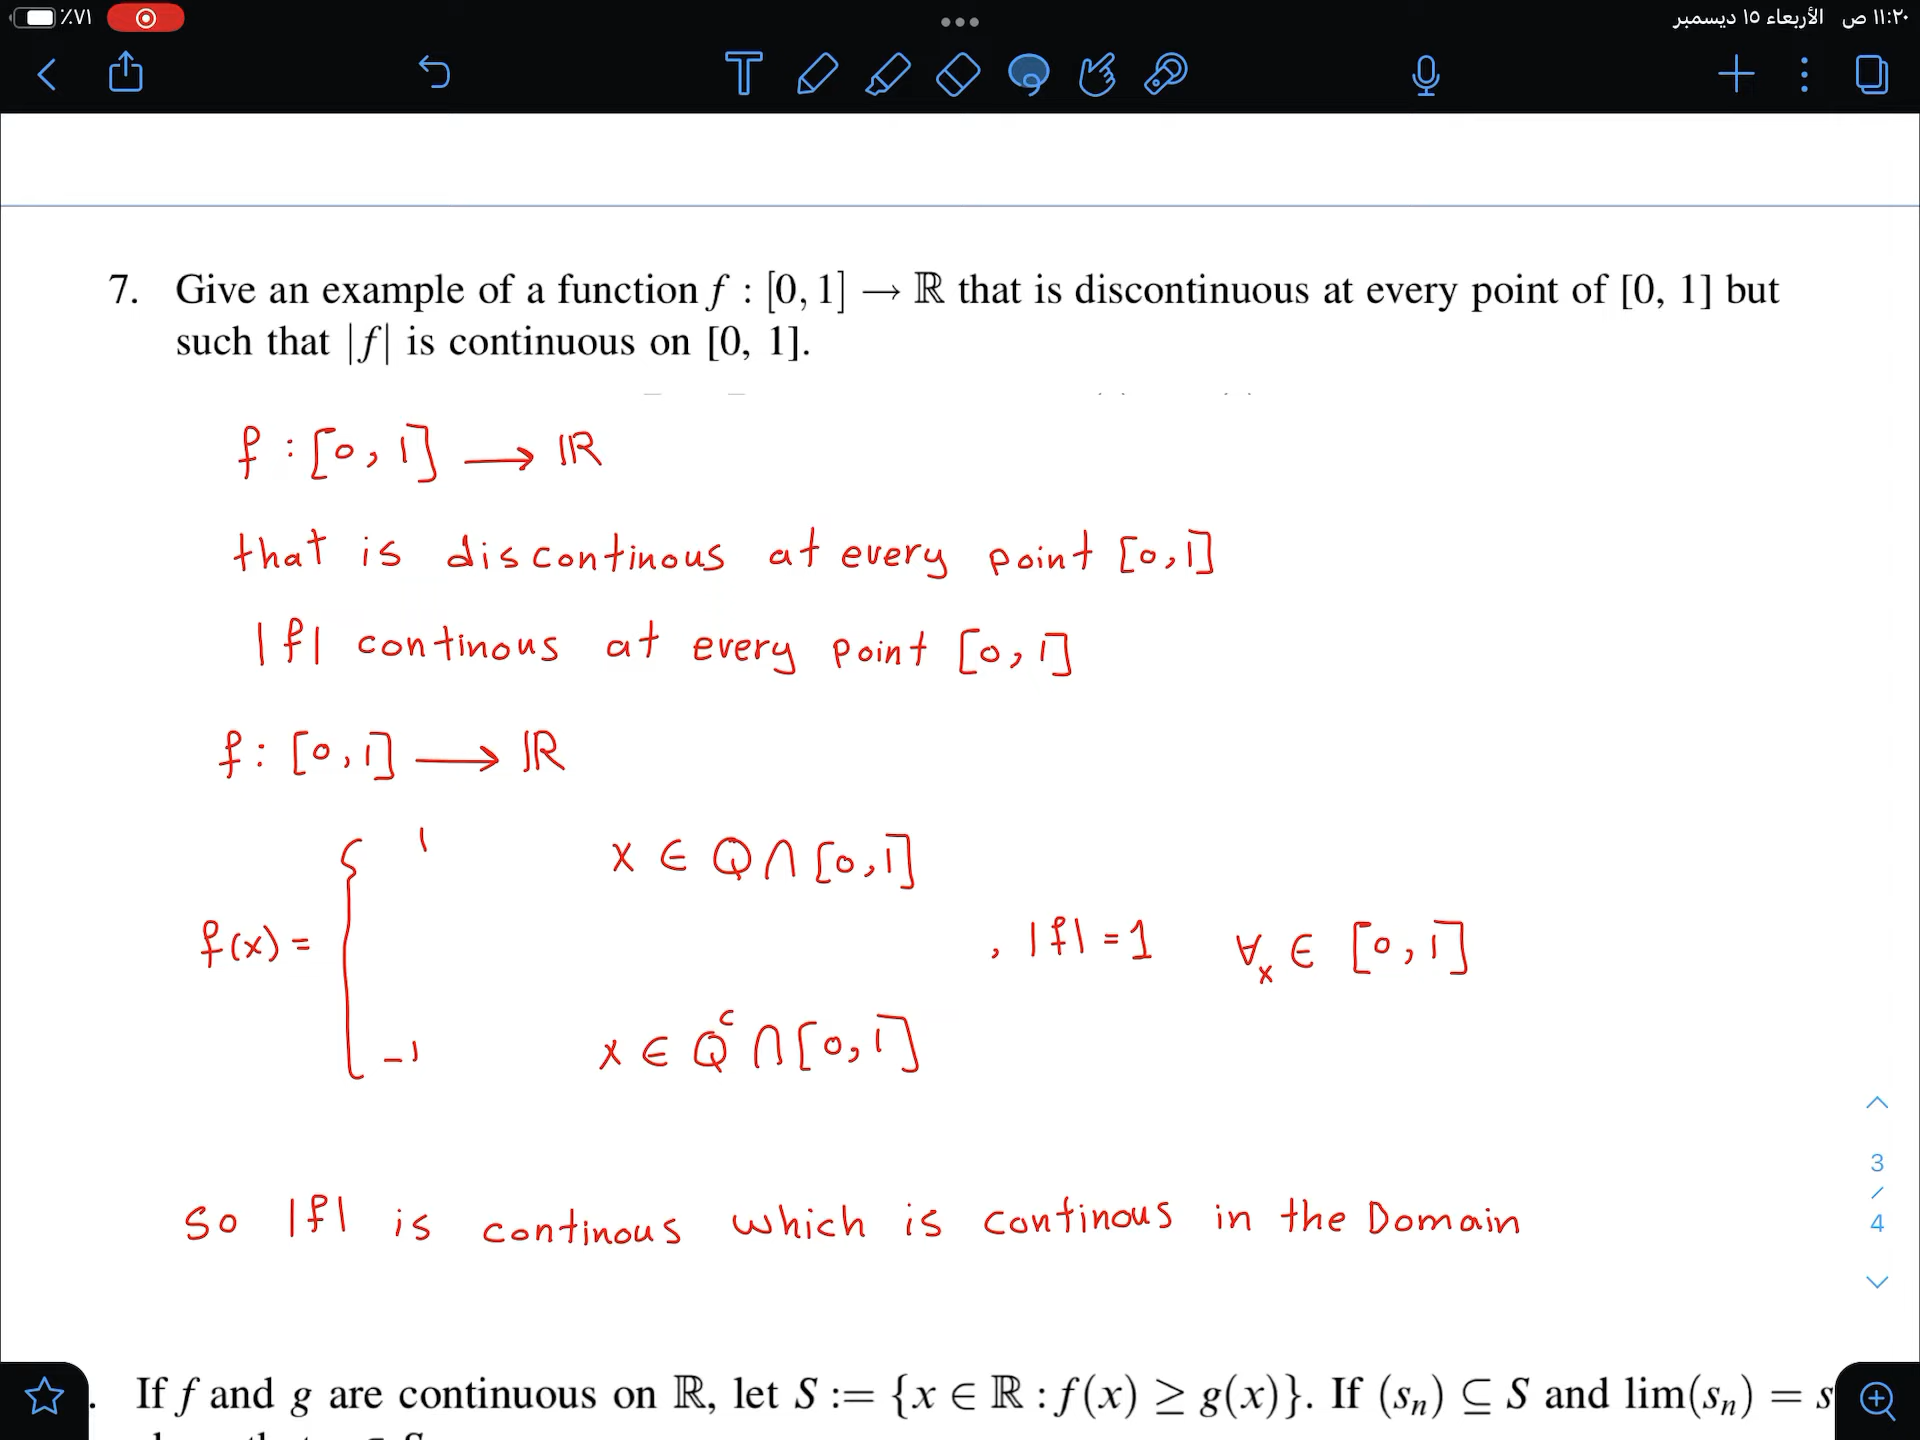 ٪٧١
١١:٢٠ ص الأربعاء ١٥ ديسمبر
T
7. Give an example of a function f : [0, 1] → ℝ that is discontinuous at every point of [0, 1] but
such that |f| is continuous on [0, 1].
f : [0, 1] → ℝ
that is discontinous at every point [0, 1]
|f| continous at every point [0, 1]
f : [0, 1] → ℝ
1 x ∈ Q ∩ [0, 1]
f(x) = { , |f| = 1 ∀x ∈ [0, 1]
-1 x ∈ Qᶜ ∩ [0, 1]
So |f| is continous which is continous in the Domain
3
/
4
. If f and g are continuous on ℝ, let S := {x ∈ ℝ : f(x) ≥ g(x)}. If (sₙ) ⊆ S and lim(sₙ) = s